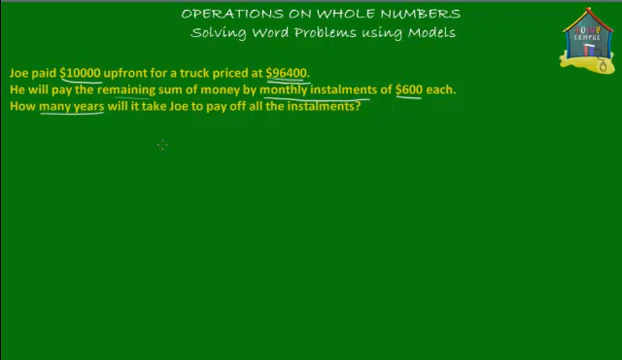 OPERATIONS ON WHOLE NUMBERS
Solving Word Problems using Models
home
campus
Joe paid $10000 upfront for a truck priced at $96400.
He will pay the remaining sum of money by monthly instalments of $600 each.
How many years will it take Joe to pay off all the instalments?